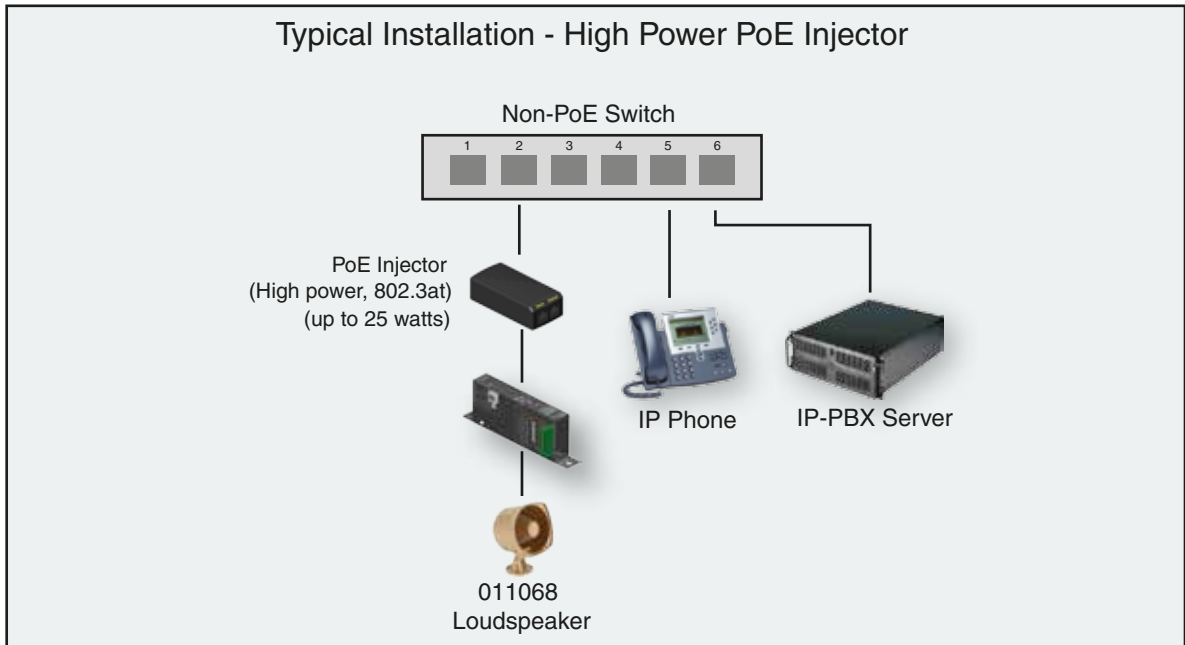 Typical Installation - High Power PoE Injector
Non-PoE Switch
1 2 3 4 5 6
PoE Injector
(High power, 802.3at)
(up to 25 watts)
IP Phone
IP-PBX Server
011068
Loudspeaker